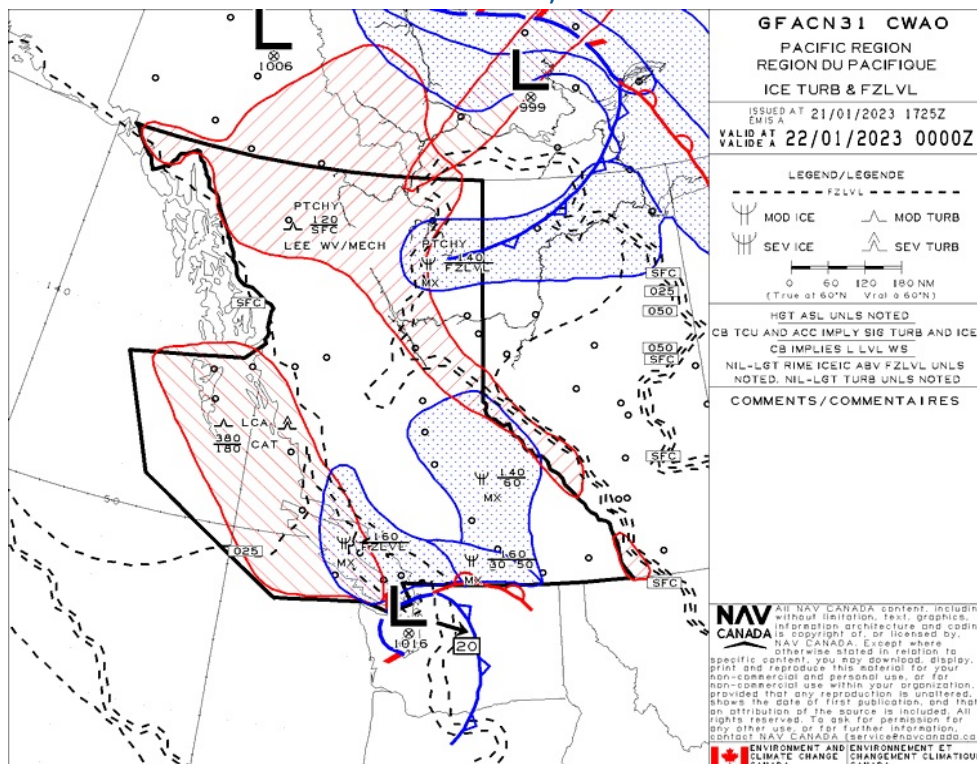 GFACN31 CWAO
PACIFIC REGION
REGION DU PACIFIQUE
ICE TURB & FZLVL
ISSUED AT 21/01/2023 1725Z
EMIS A
VALID AT 22/01/2023 0000Z
VALIDE A
LEGEND/LÉGENDE
FZLVL
MOD ICE
MOD TURB
SEV ICE
SEV TURB
0 60 120 180 NM
(True at 60°N Vrai à 60°N)
HGT ASL UNLS NOTED
CB TCU AND ACC IMPLY SIG TURB AND ICE
CB IMPLIES L LVL WS
NIL-LGT RIME ICEIC ABV FZLVL UNLS
NOTED. NIL-LGT TURB UNLS NOTED
COMMENTS/COMMENTAIRES
L
1006
L
999
140
PTCHY
120
SFC
LEE WV/MECH
PTCHY
140
FZLVL
MX
SFC
SFC
025
050
050
SFC
SFC
LCA
380
180
CAT
140
60
MX
50
025
160
FZLVL
MX
160
30 50
MX
SFC
L
1016
20
NAV
CANADA
All NAV CANADA content, including
without limitation, text, graphics,
information architecture and coding
is copyright of, or licensed by,
NAV CANADA. Except where
otherwise stated in relation to
specific content, you may download, display,
print and reproduce this material for your
non-commercial and personal use, or for
non-commercial use within your organization,
provided that any reproduction is unaltered,
shows the date of first publication, and that
an attribution of the source is included. All
rights reserved. To ask for permission for
any other use, or for further information,
contact NAV CANADA (service@navcanada.ca
ENVIRONMENT AND
CLIMATE CHANGE
ENVIRONNEMENT ET
CHANGEMENT CLIMATIQUE